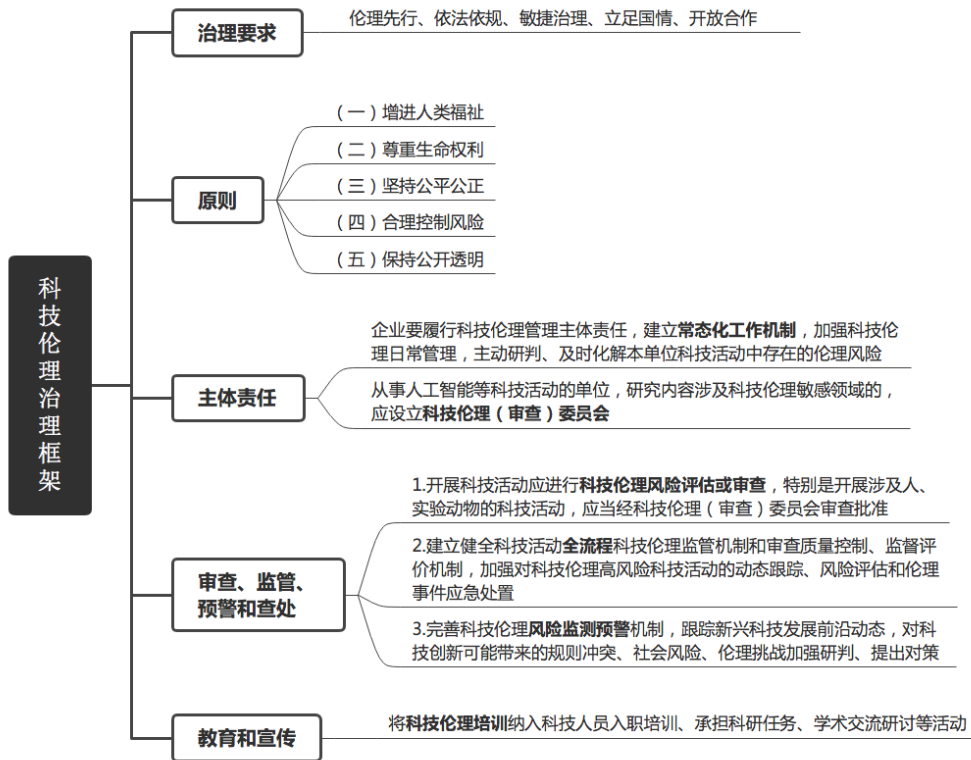 科技伦理治理框架
治理要求
伦理先行、依法依规、敏捷治理、立足国情、开放合作
原则
（一）增进人类福祉
（二）尊重生命权利
（三）坚持公平公正
（四）合理控制风险
（五）保持公开透明
主体责任
企业要履行科技伦理管理主体责任，建立常态化工作机制，加强科技伦
理日常管理，主动研判、及时化解本单位科技活动中存在的伦理风险
从事人工智能等科技活动的单位，研究内容涉及科技伦理敏感领域的，
应设立科技伦理（审查）委员会
审查、监管、
预警和查处
1.开展科技活动应进行科技伦理风险评估或审查，特别是开展涉及人、
实验动物的科技活动，应当经科技伦理（审查）委员会审查批准
2.建立健全科技活动全流程科技伦理监管机制和审查质量控制、监督评
价机制，加强对科技伦理高风险科技活动的动态跟踪、风险评估和伦理
事件应急处置
3.完善科技伦理风险监测预警机制，跟踪新兴科技发展前沿动态，对科
技创新可能带来的规则冲突、社会风险、伦理挑战加强研判、提出对策
教育和宣传
将科技伦理培训纳入科技人员入职培训、承担科研任务、学术交流研讨等活动